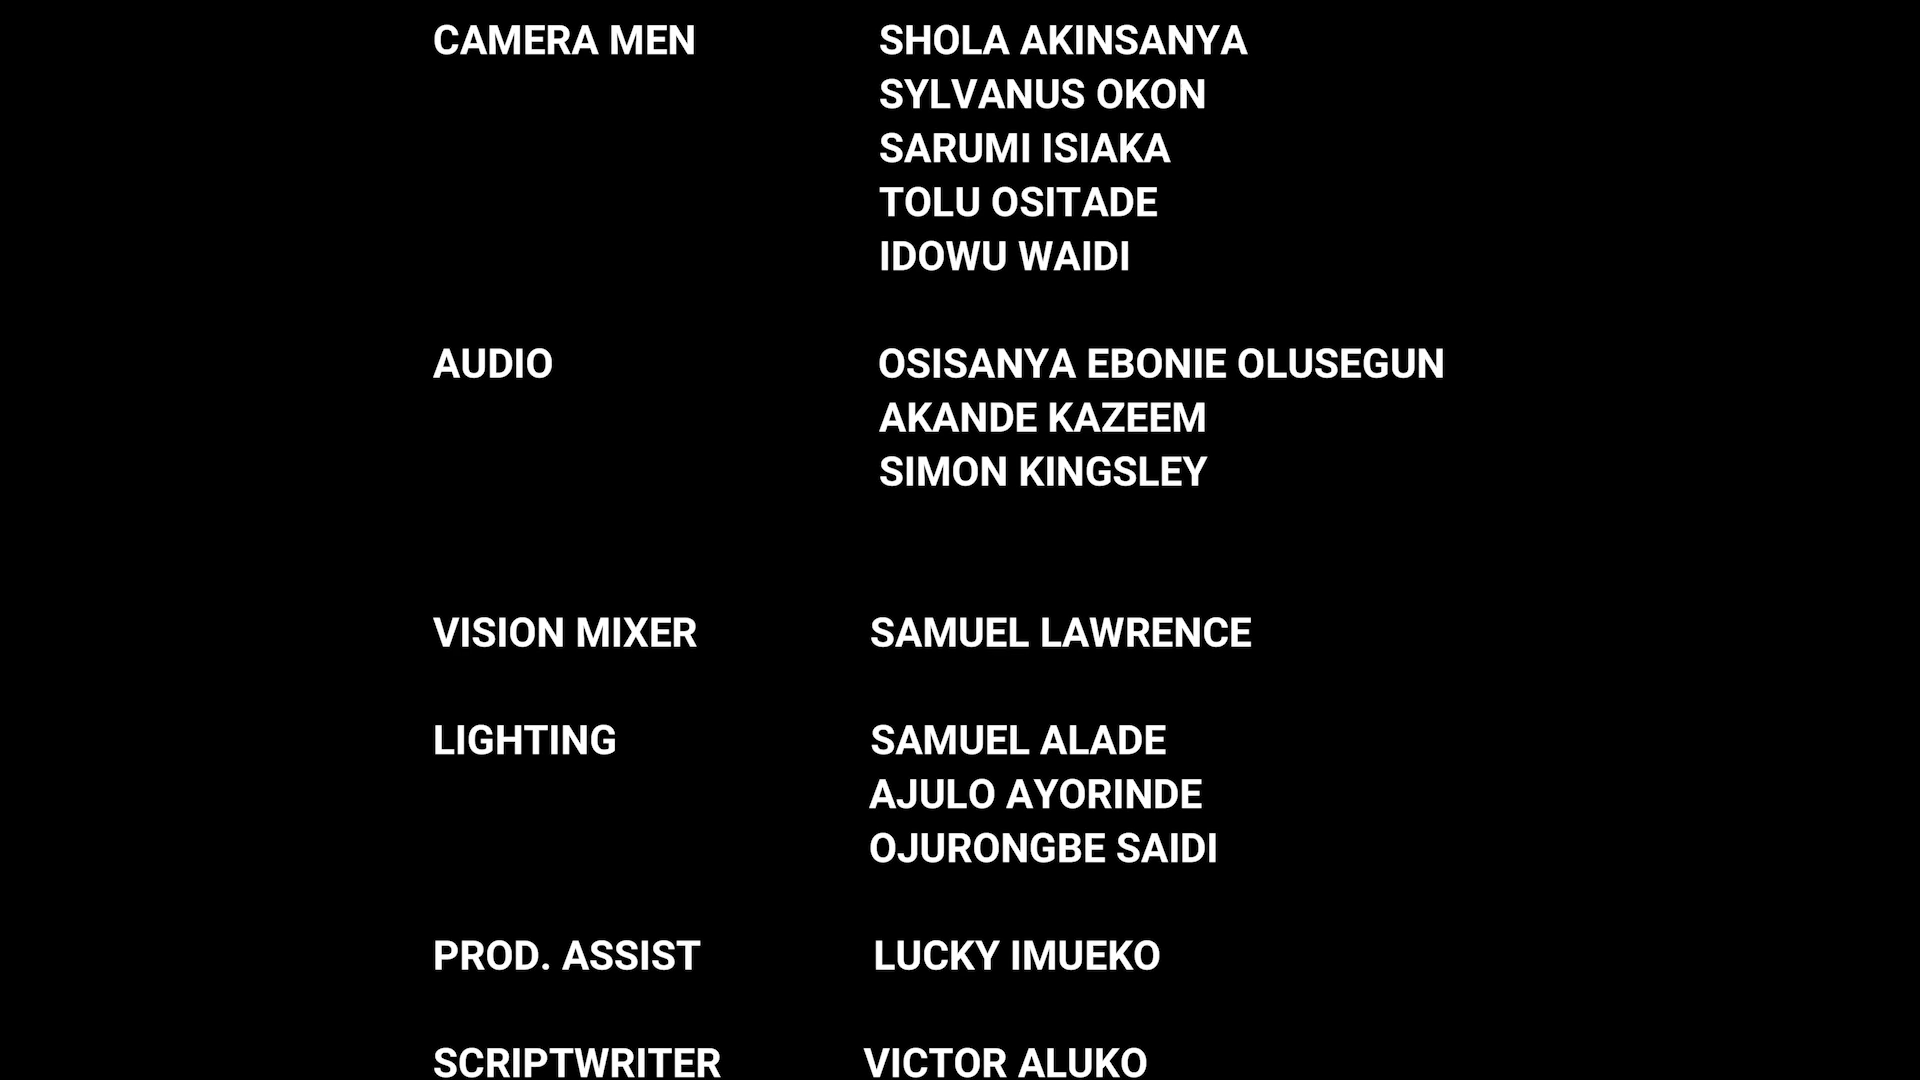 CAMERA MEN SHOLA AKINSANYA
SYLVANUS OKON
SARUMI ISIAKA
TOLU OSITADE
IDOWU WAIDI
AUDIO OSISANYA EBONIE OLUSEGUN
AKANDE KAZEEM
SIMON KINGSLEY
VISION MIXER SAMUEL LAWRENCE
LIGHTING SAMUEL ALADE
AJULO AYORINDE
OJURONGBE SAIDI
PROD. ASSIST LUCKY IMUEKO
SCRIPTWRITER VICTOR ALUKO